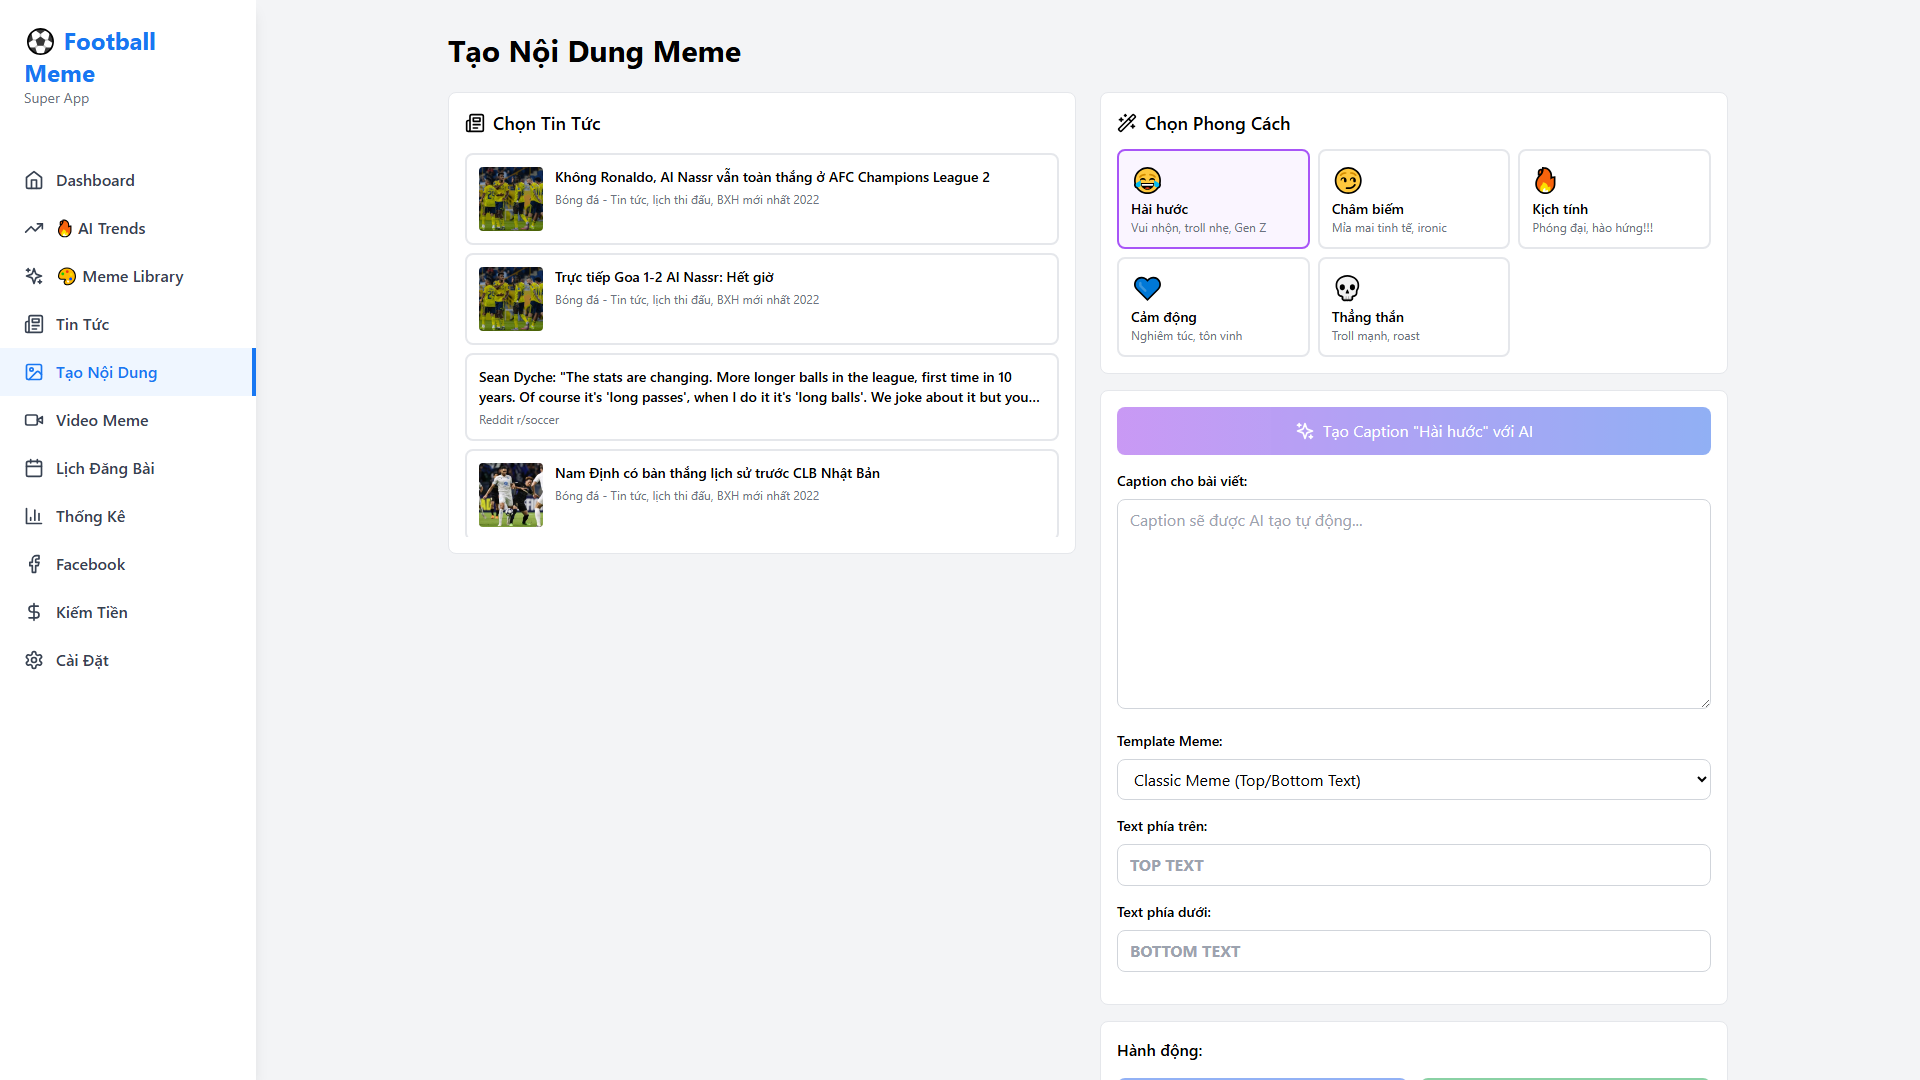 Football
Meme
Super App
Dashboard
🔥 AI Trends
🎨 Meme Library
Tin Tức
Tạo Nội Dung
Video Meme
Lịch Đăng Bài
Thống Kê
Facebook
Kiếm Tiền
Cài Đặt
Tạo Nội Dung Meme
Chọn Tin Tức
Không Ronaldo, Al Nassr vẫn toàn thắng ở AFC Champions League 2
Bóng đá - Tin tức, lịch thi đấu, BXH mới nhất 2022
Trực tiếp Goa 1-2 Al Nassr: Hết giờ
Bóng đá - Tin tức, lịch thi đấu, BXH mới nhất 2022
Sean Dyche: "The stats are changing. More longer balls in the league, first time in 10
years. Of course it's 'long passes', when I do it it's 'long balls'. We joke about it but you...
Reddit r/soccer
Nam Định có bàn thắng lịch sử trước CLB Nhật Bản
Bóng đá - Tin tức, lịch thi đấu, BXH mới nhất 2022
Chọn Phong Cách
Hài hước
Vui nhộn, troll nhẹ, Gen Z
Châm biếm
Mỉa mai tinh tế, ironic
Kịch tính
Phóng đại, hào hứng!!!
Cảm động
Nghiêm túc, tôn vinh
Thẳng thắn
Troll mạnh, roast
Tạo Caption "Hài hước" với AI
Caption cho bài viết:
Caption sẽ được AI tạo tự động...
Template Meme:
Classic Meme (Top/Bottom Text)
Text phía trên:
TOP TEXT
Text phía dưới:
BOTTOM TEXT
Hành động: